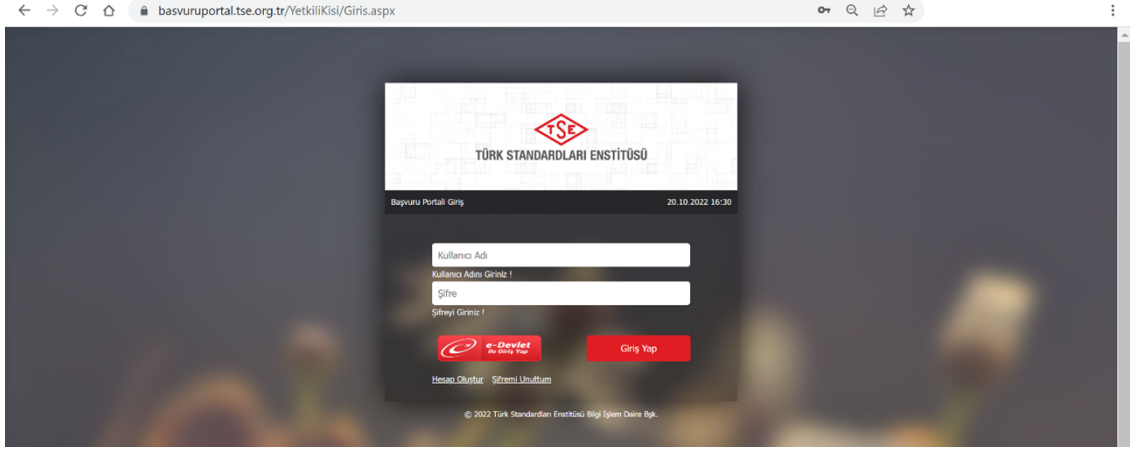 basvuruportal.tse.org.tr/YetkiliKisi/Giris.aspx
TSE
TÜRK STANDARDLARI ENSTİTÜSÜ
Başvuru Portali Giriş 20.10.2022 16:30
Kullanıcı Adı
Kullanıcı Adını Giriniz !
Şifre
Şifreyi Giriniz !
e-Devlet
ile Giriş Yap
Giriş Yap
Hesap Oluştur Şifremi Unuttum
© 2022 Türk Standardları Enstitüsü Bilgi İşlem Daire Bşk.